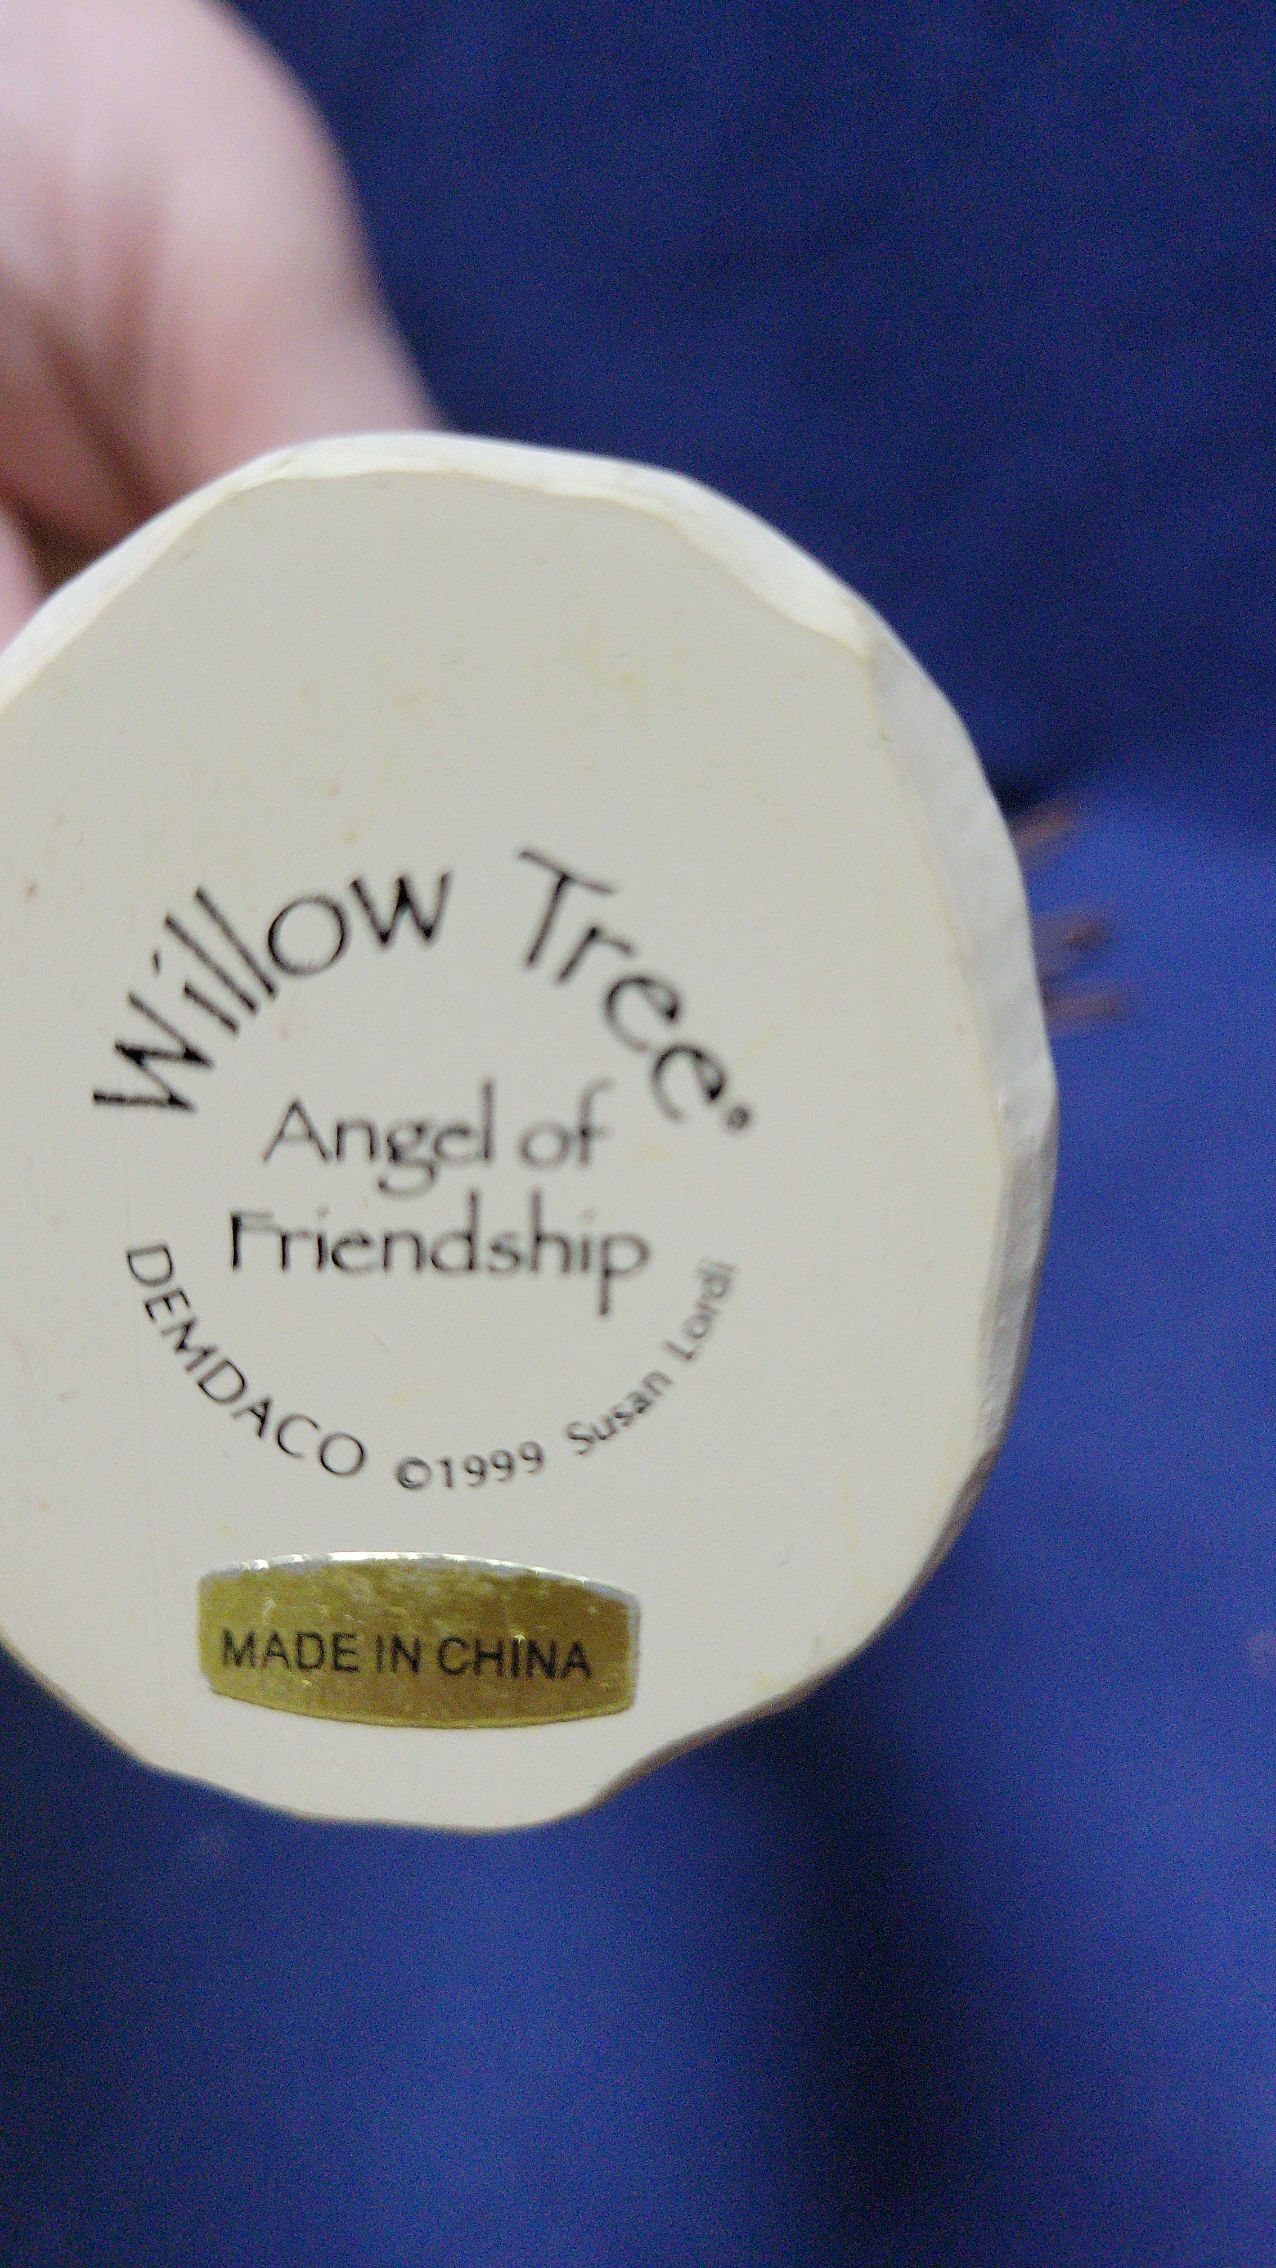 Willow Tree®
Angel of
Friendship
DEMDACO ©1999 Susan Lordi
MADE IN CHINA